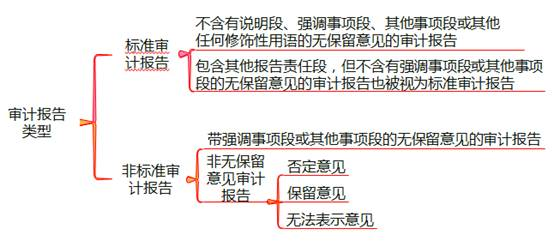 审计报告
类型
标准审
计报告
不含有说明段、强调事项段、其他事项段或其他
任何修饰性用语的无保留意见的审计报告
包含其他报告责任段，但不含有强调事项段或其他事项
段的无保留意见的审计报告也被视为标准审计报告
非标准审
计报告
带强调事项段或其他事项段的无保留意见的审计报告
非无保留
意见审计
报告
否定意见
保留意见
无法表示意见